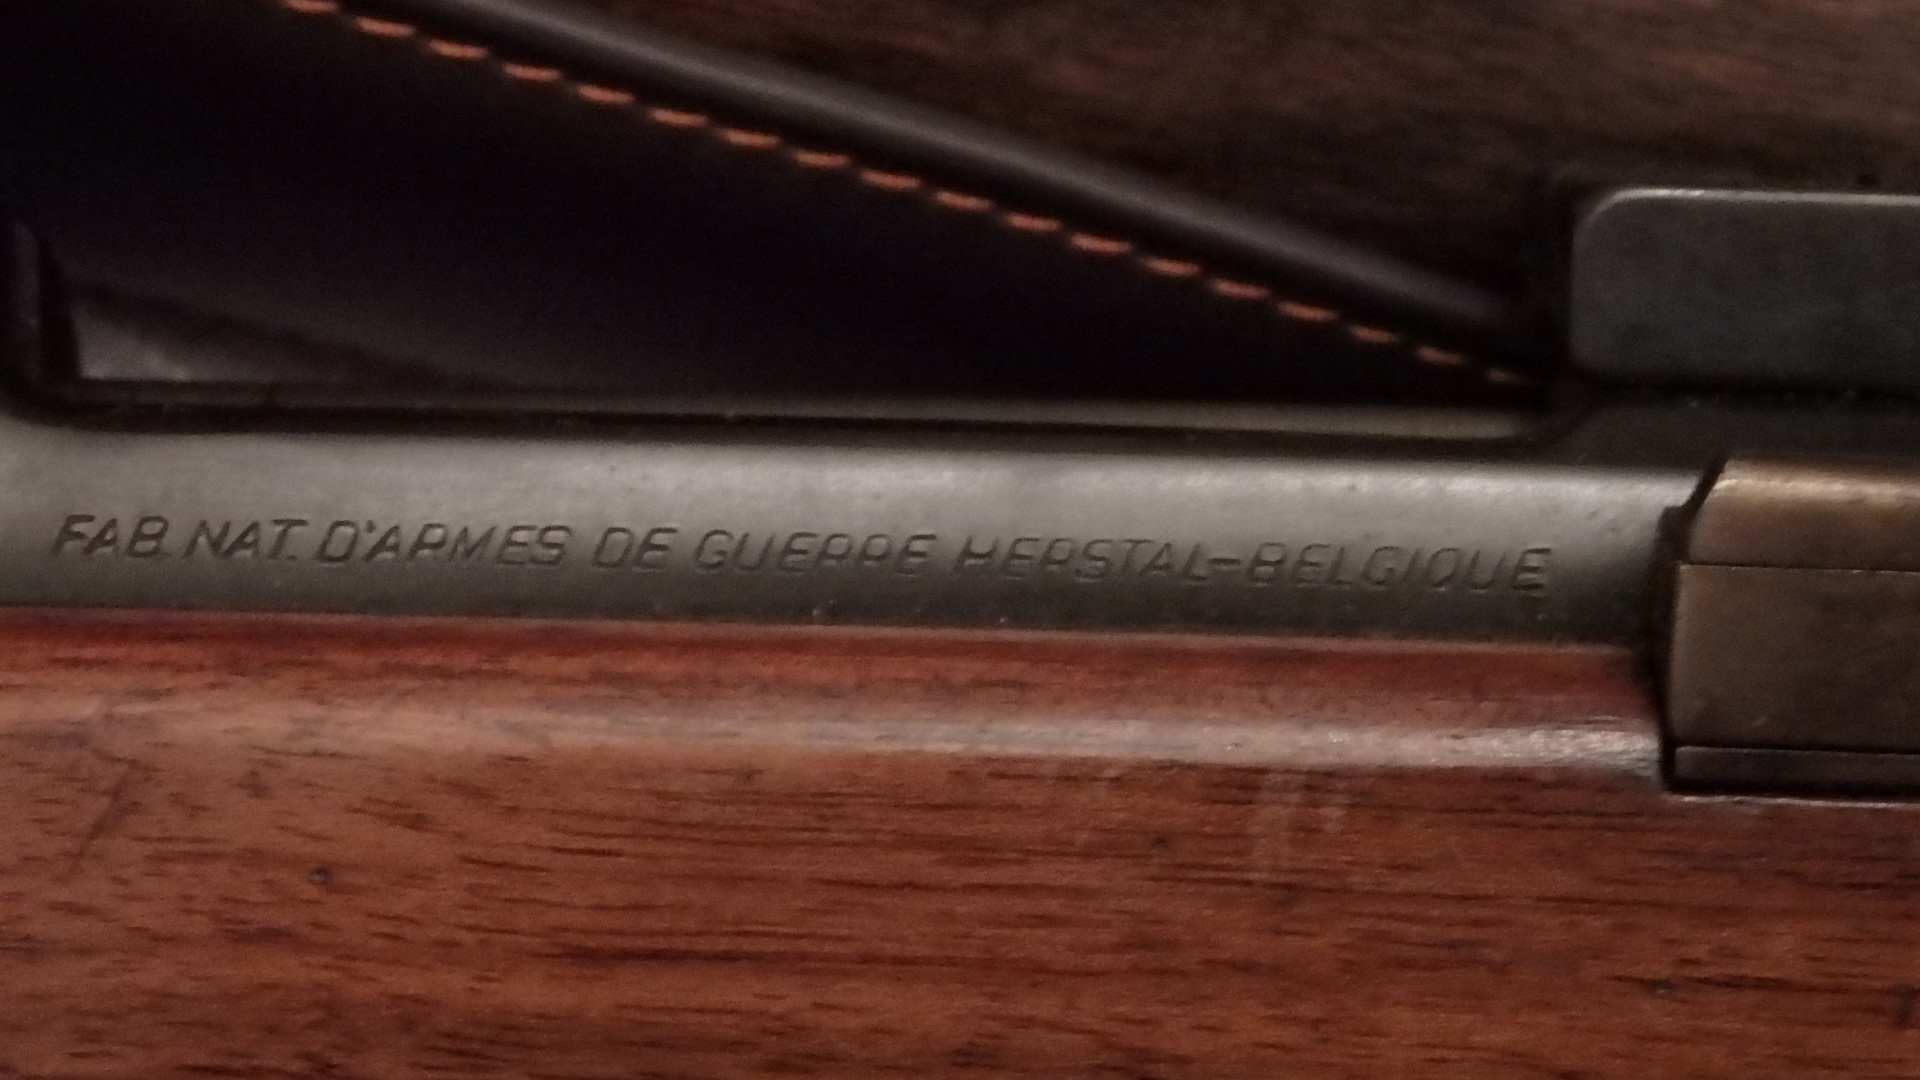 FAB. NAT. D'ARMES DE GUERRE HERSTAL-BELGIQUE